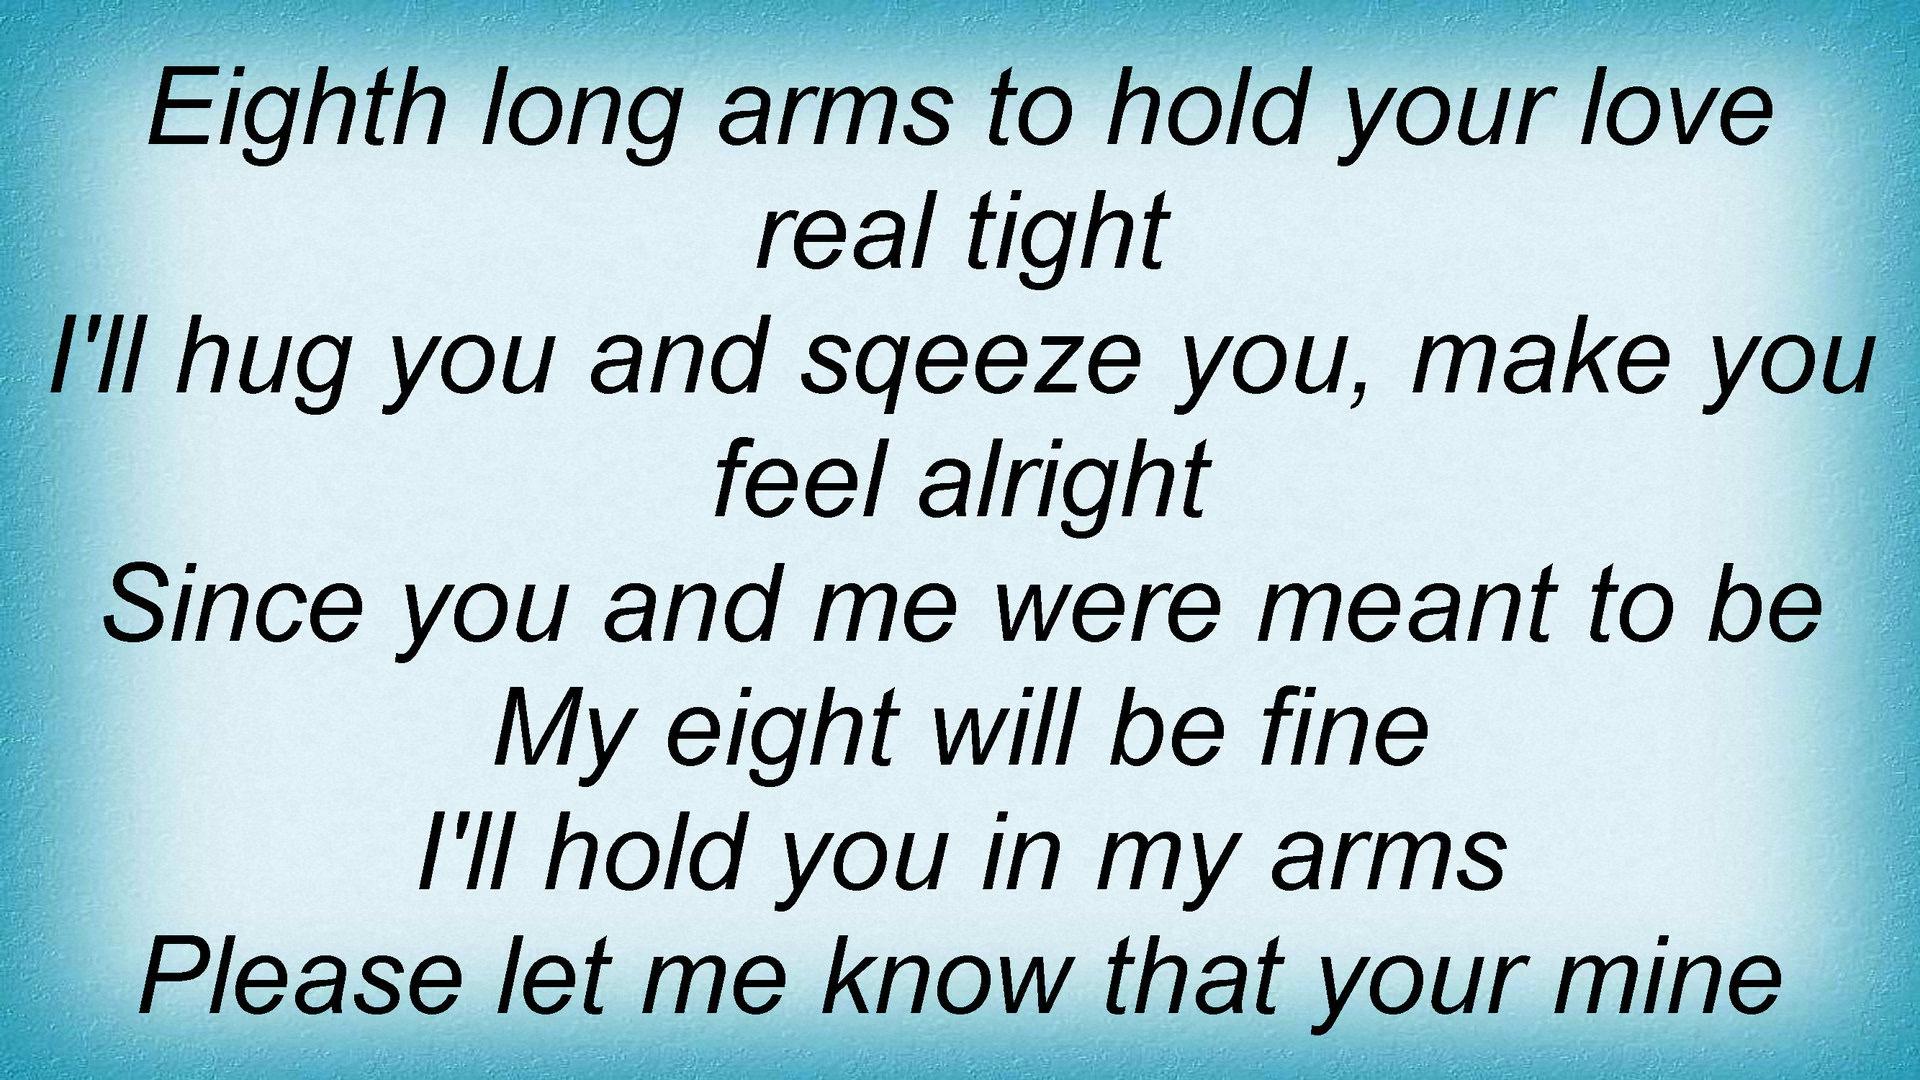 Eighth long arms to hold your love
real tight
I'll hug you and sqeeze you, make you
feel alright
Since you and me were meant to be
My eight will be fine
I'll hold you in my arms
Please let me know that your mine